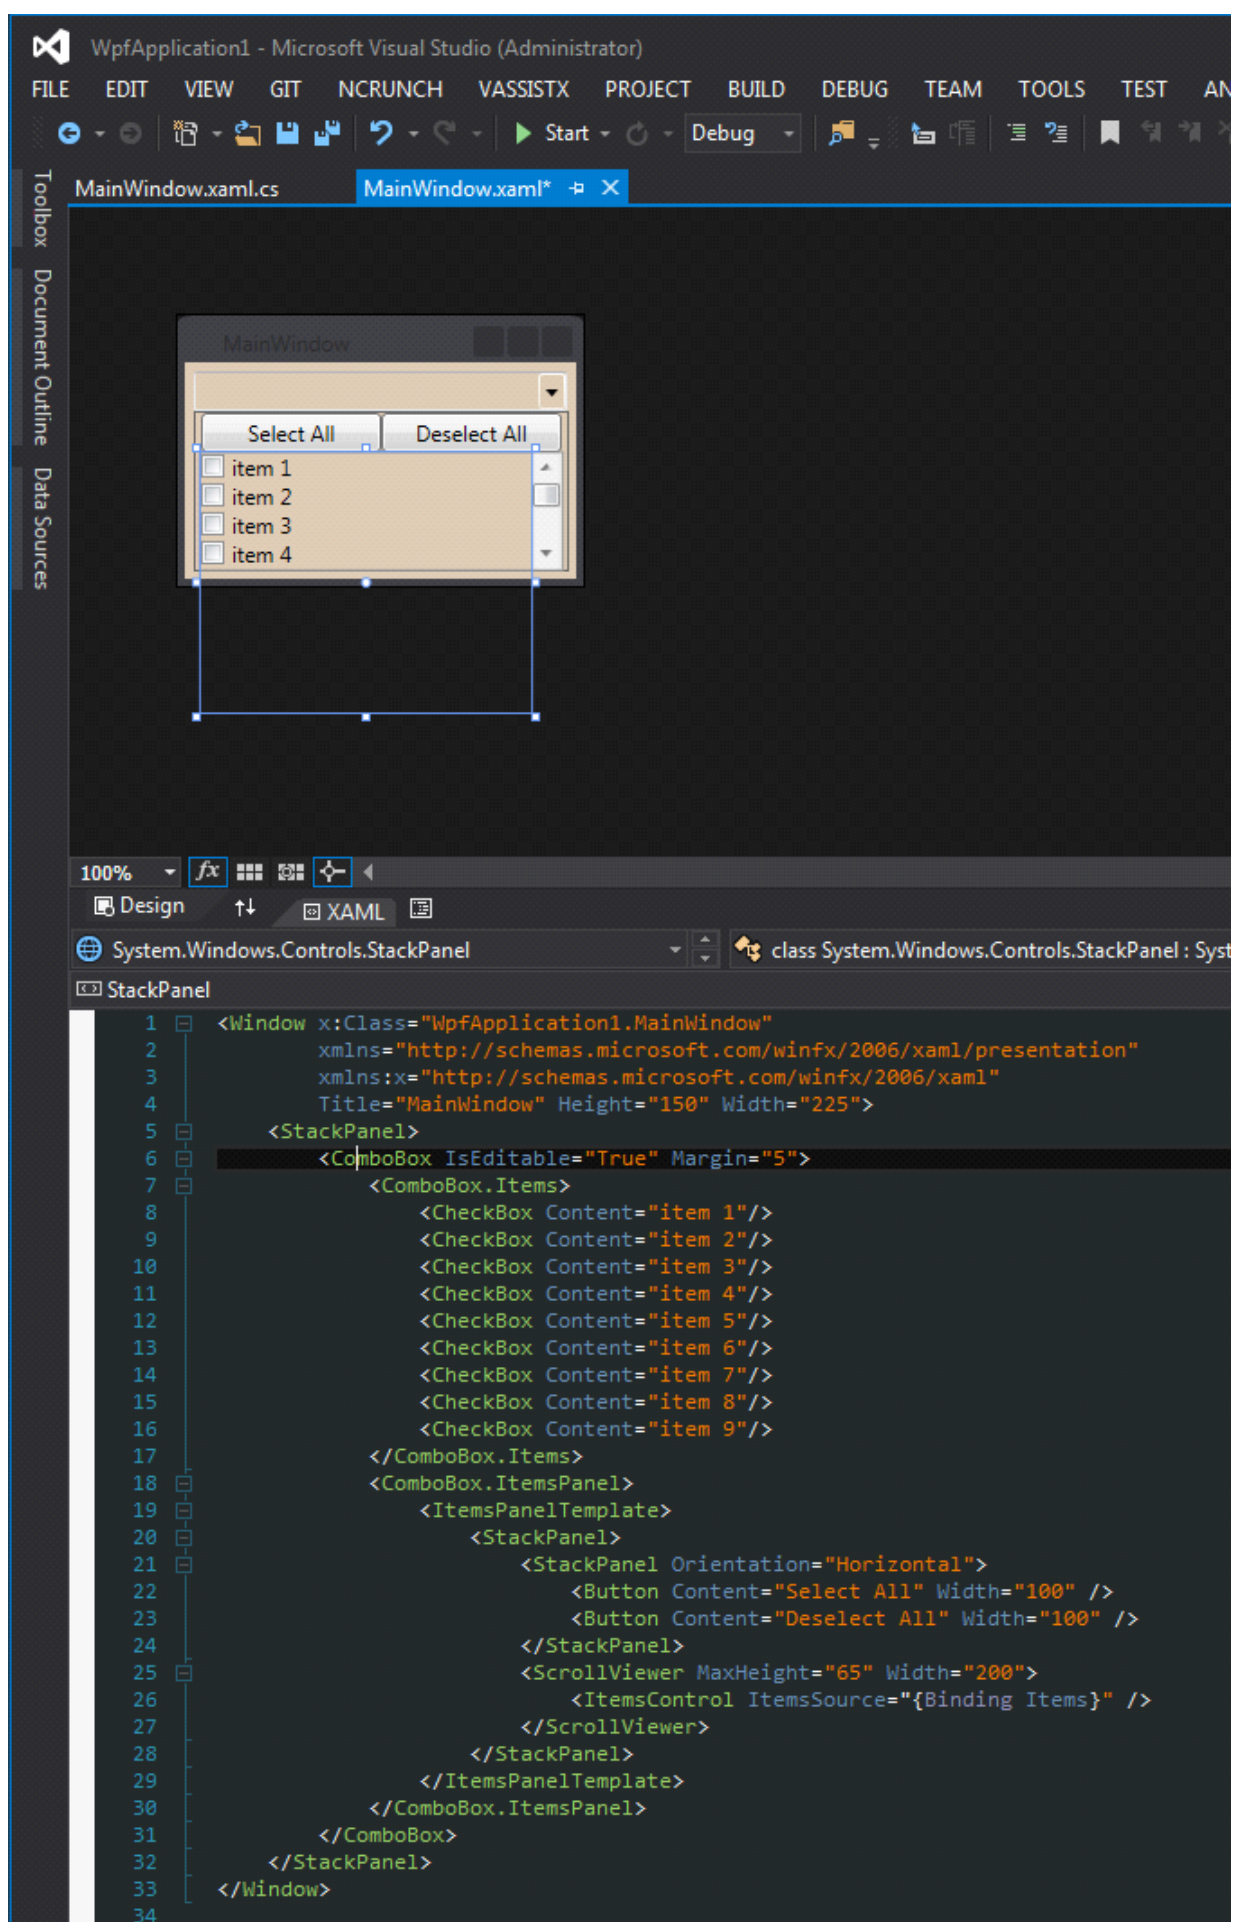 WpfApplication1 - Microsoft Visual Studio (Administrator)
FILE EDIT VIEW GIT NCRUNCH VASSISTX PROJECT BUILD DEBUG TEAM TOOLS TEST AN
Start Debug
Toolbox
Document Outline
Data Sources
MainWindow.xaml.cs MainWindow.xaml*
MainWindow
Select All Deselect All
item 1
item 2
item 3
item 4
100% fx
Design XAML
System.Windows.Controls.StackPanel class System.Windows.Controls.StackPanel : Syst
StackPanel
1 <Window x:Class="WpfApplication1.MainWindow"
2 xmlns="http://schemas.microsoft.com/winfx/2006/xaml/presentation"
3 xmlns:x="http://schemas.microsoft.com/winfx/2006/xaml"
4 Title="MainWindow" Height="150" Width="225">
5 <StackPanel>
6 <ComboBox IsEditable="True" Margin="5">
7 <ComboBox.Items>
8 <CheckBox Content="item 1"/>
9 <CheckBox Content="item 2"/>
10 <CheckBox Content="item 3"/>
11 <CheckBox Content="item 4"/>
12 <CheckBox Content="item 5"/>
13 <CheckBox Content="item 6"/>
14 <CheckBox Content="item 7"/>
15 <CheckBox Content="item 8"/>
16 <CheckBox Content="item 9"/>
17 </ComboBox.Items>
18 <ComboBox.ItemsPanel>
19 <ItemsPanelTemplate>
20 <StackPanel>
21 <StackPanel Orientation="Horizontal">
22 <Button Content="Select All" Width="100" />
23 <Button Content="Deselect All" Width="100" />
24 </StackPanel>
25 <ScrollViewer MaxHeight="65" Width="200">
26 <ItemsControl ItemsSource="{Binding Items}" />
27 </ScrollViewer>
28 </StackPanel>
29 </ItemsPanelTemplate>
30 </ComboBox.ItemsPanel>
31 </ComboBox>
32 </StackPanel>
33 </Window>
34